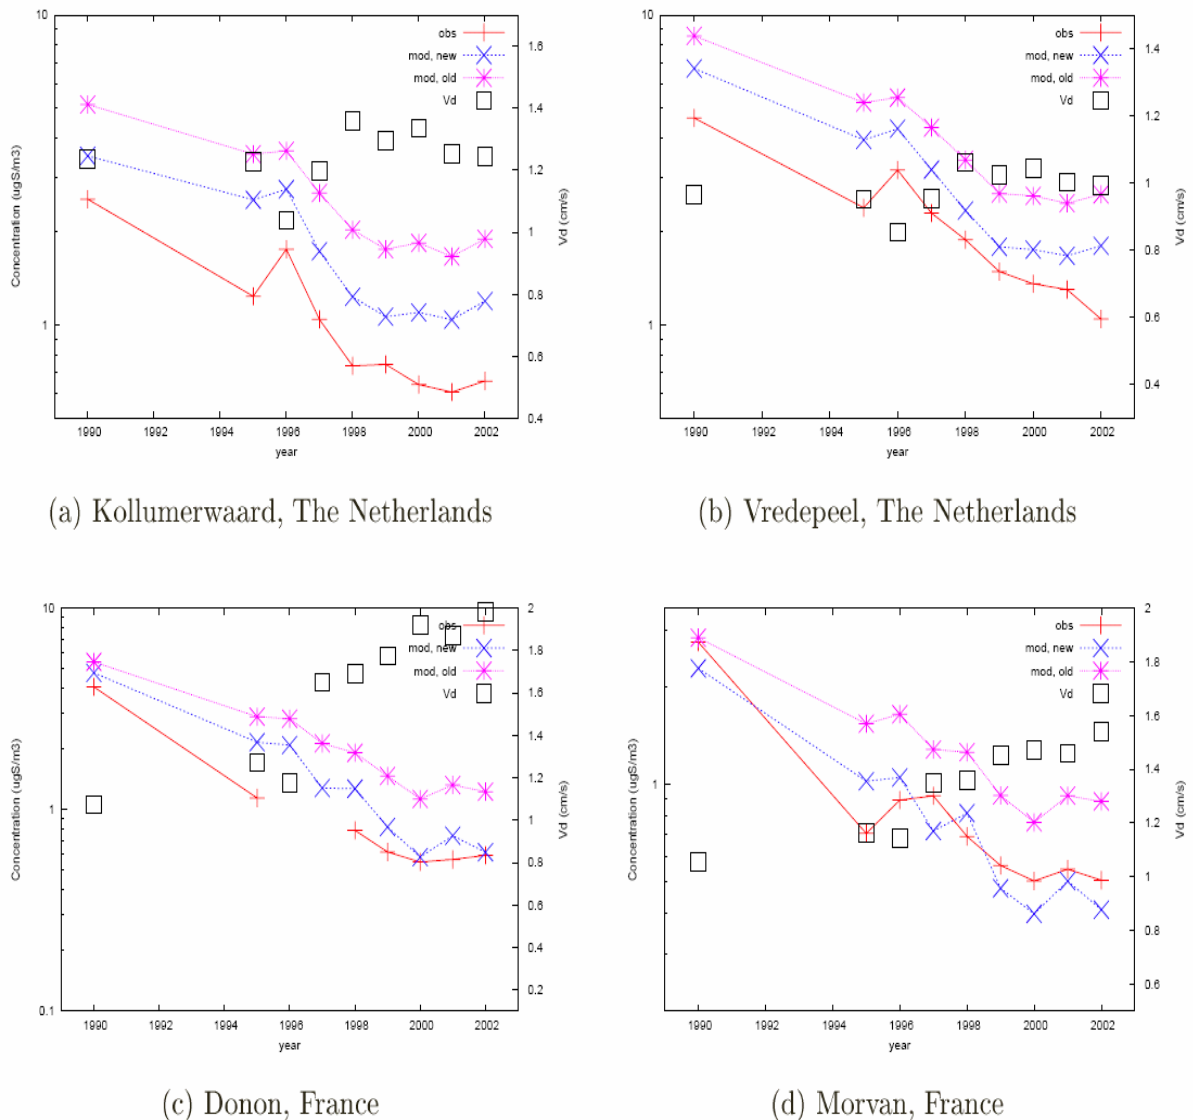 10
obs
mod, new
mod, old
Vd
1.6
1.4
1.2
1
0.8
0.6
0.4
1
Concentration (ugS/m3)
Vd (cm/s)
1990 1992 1994 1996 1998 2000 2002
year
(a) Kollumerwaard, The Netherlands
10
obs
mod, new
mod, old
Vd
1.4
1.2
1
0.8
0.6
0.4
1
Concentration (ugS/m3)
Vd (cm/s)
1990 1992 1994 1996 1998 2000 2002
year
(b) Vredepeel, The Netherlands
10
obs
mod, new
mod, old
Vd
2
1.8
1.6
1.4
1.2
1
0.8
0.6
0.4
0.2
1
0.1
Concentration (ugS/m3)
Vd (cm/s)
1990 1992 1994 1996 1998 2000 2002
year
(c) Donon, France
obs
mod, new
mod, old
Vd
2
1.8
1.6
1.4
1.2
1
0.8
0.6
1
Concentration (ugS/m3)
Vd (cm/s)
1990 1992 1994 1996 1998 2000 2002
year
(d) Morvan, France